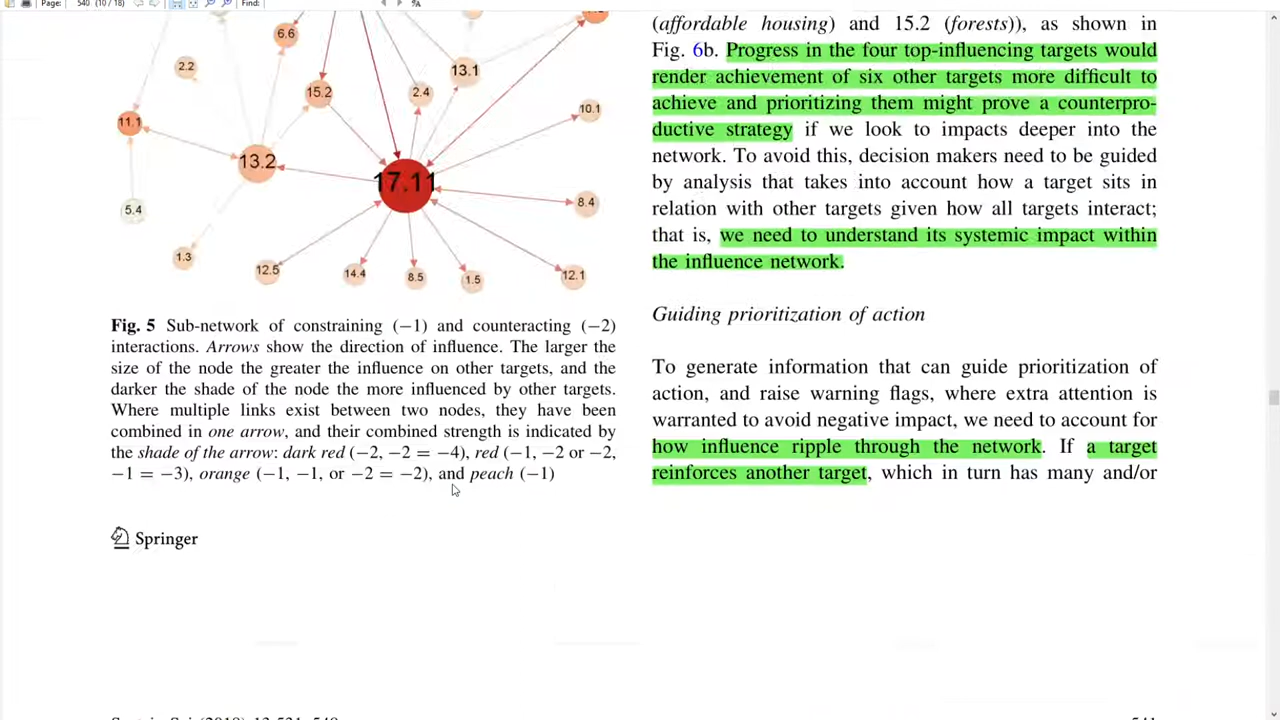 Page:
540 (10 / 18)
Find:
6.6
2.2
13.1
15.2
2.4
10.1
11.1
13.2
17.11
5.4
8.4
1.3
12.5
14.4
8.5
1.5
12.1
Fig. 5 Sub-network of constraining (−1) and counteracting (−2)
interactions. Arrows show the direction of influence. The larger the
size of the node the greater the influence on other targets, and the
darker the shade of the node the more influenced by other targets.
Where multiple links exist between two nodes, they have been
combined in one arrow, and their combined strength is indicated by
the shade of the arrow: dark red (−2, −2 = −4), red (−1, −2 or −2,
−1 = −3), orange (−1, −1, or −2 = −2), and peach (−1)
Springer
(affordable housing) and 15.2 (forests)), as shown in
Fig. 6b. Progress in the four top-influencing targets would
render achievement of six other targets more difficult to
achieve and prioritizing them might prove a counterpro-
ductive strategy if we look to impacts deeper into the
network. To avoid this, decision makers need to be guided
by analysis that takes into account how a target sits in
relation with other targets given how all targets interact;
that is, we need to understand its systemic impact within
the influence network.
Guiding prioritization of action
To generate information that can guide prioritization of
action, and raise warning flags, where extra attention is
warranted to avoid negative impact, we need to account for
how influence ripple through the network. If a target
reinforces another target, which in turn has many and/or